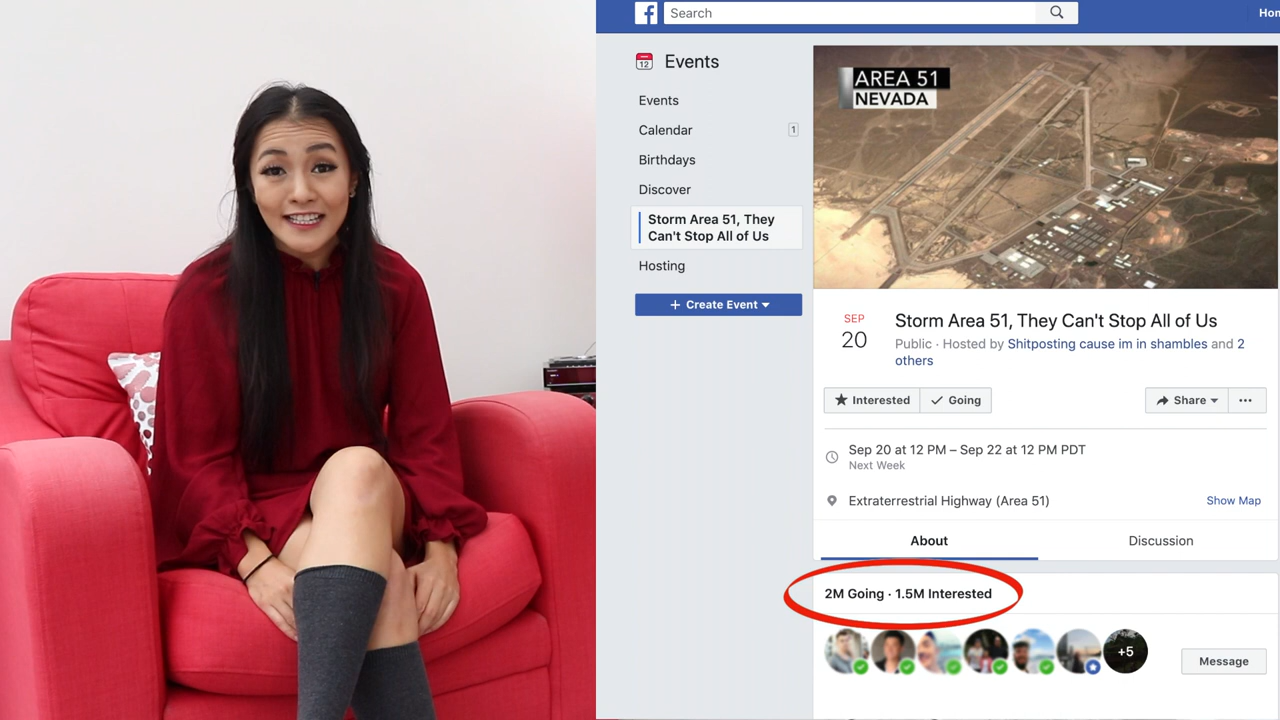 f
Search
Hom
12
Events
Events
Calendar
1
Birthdays
Discover
Storm Area 51, They
Can't Stop All of Us
Hosting
+ Create Event
AREA 51
NEVADA
SEP
20
Storm Area 51, They Can't Stop All of Us
Public · Hosted by Shitposting cause im in shambles and 2
others
Interested
Going
Share
···
Sep 20 at 12 PM – Sep 22 at 12 PM PDT
Next Week
Extraterrestrial Highway (Area 51)
Show Map
About
Discussion
2M Going · 1.5M Interested
+5
Message